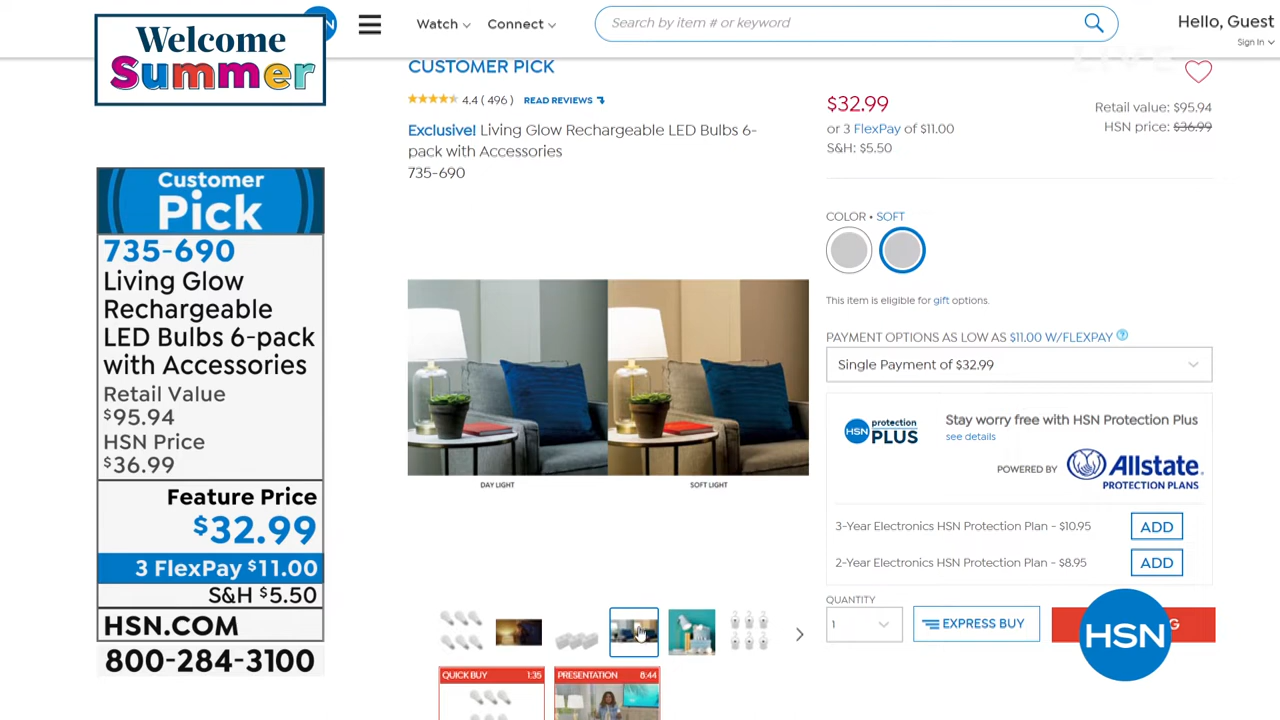 Welcome
Summer
Watch
Connect
Search by item # or keyword
Hello, Guest
Sign In
LIVE
Customer
Pick
735-690
Living Glow
Rechargeable
LED Bulbs 6-pack
with Accessories
Retail Value
$95.94
HSN Price
$36.99
Feature Price
$32.99
3 FlexPay $11.00
S&H $5.50
HSN.COM
800-284-3100
CUSTOMER PICK
4.4 ( 496 ) READ REVIEWS
Exclusive! Living Glow Rechargeable LED Bulbs 6-
pack with Accessories
735-690
DAY LIGHT
SOFT LIGHT
QUICK BUY 1:35
PRESENTATION 8:44
$32.99
or 3 FlexPay of $11.00
S&H: $5.50
Retail value: $95.94
HSN price: $36.99
COLOR • SOFT
This item is eligible for gift options.
PAYMENT OPTIONS AS LOW AS $11.00 W/FLEXPAY ?
Single Payment of $32.99
HSN protection
PLUS
Stay worry free with HSN Protection Plus
see details
POWERED BY Allstate
PROTECTION PLANS
3-Year Electronics HSN Protection Plan - $10.95 ADD
2-Year Electronics HSN Protection Plan - $8.95 ADD
QUANTITY
1
EXPRESS BUY
HSN